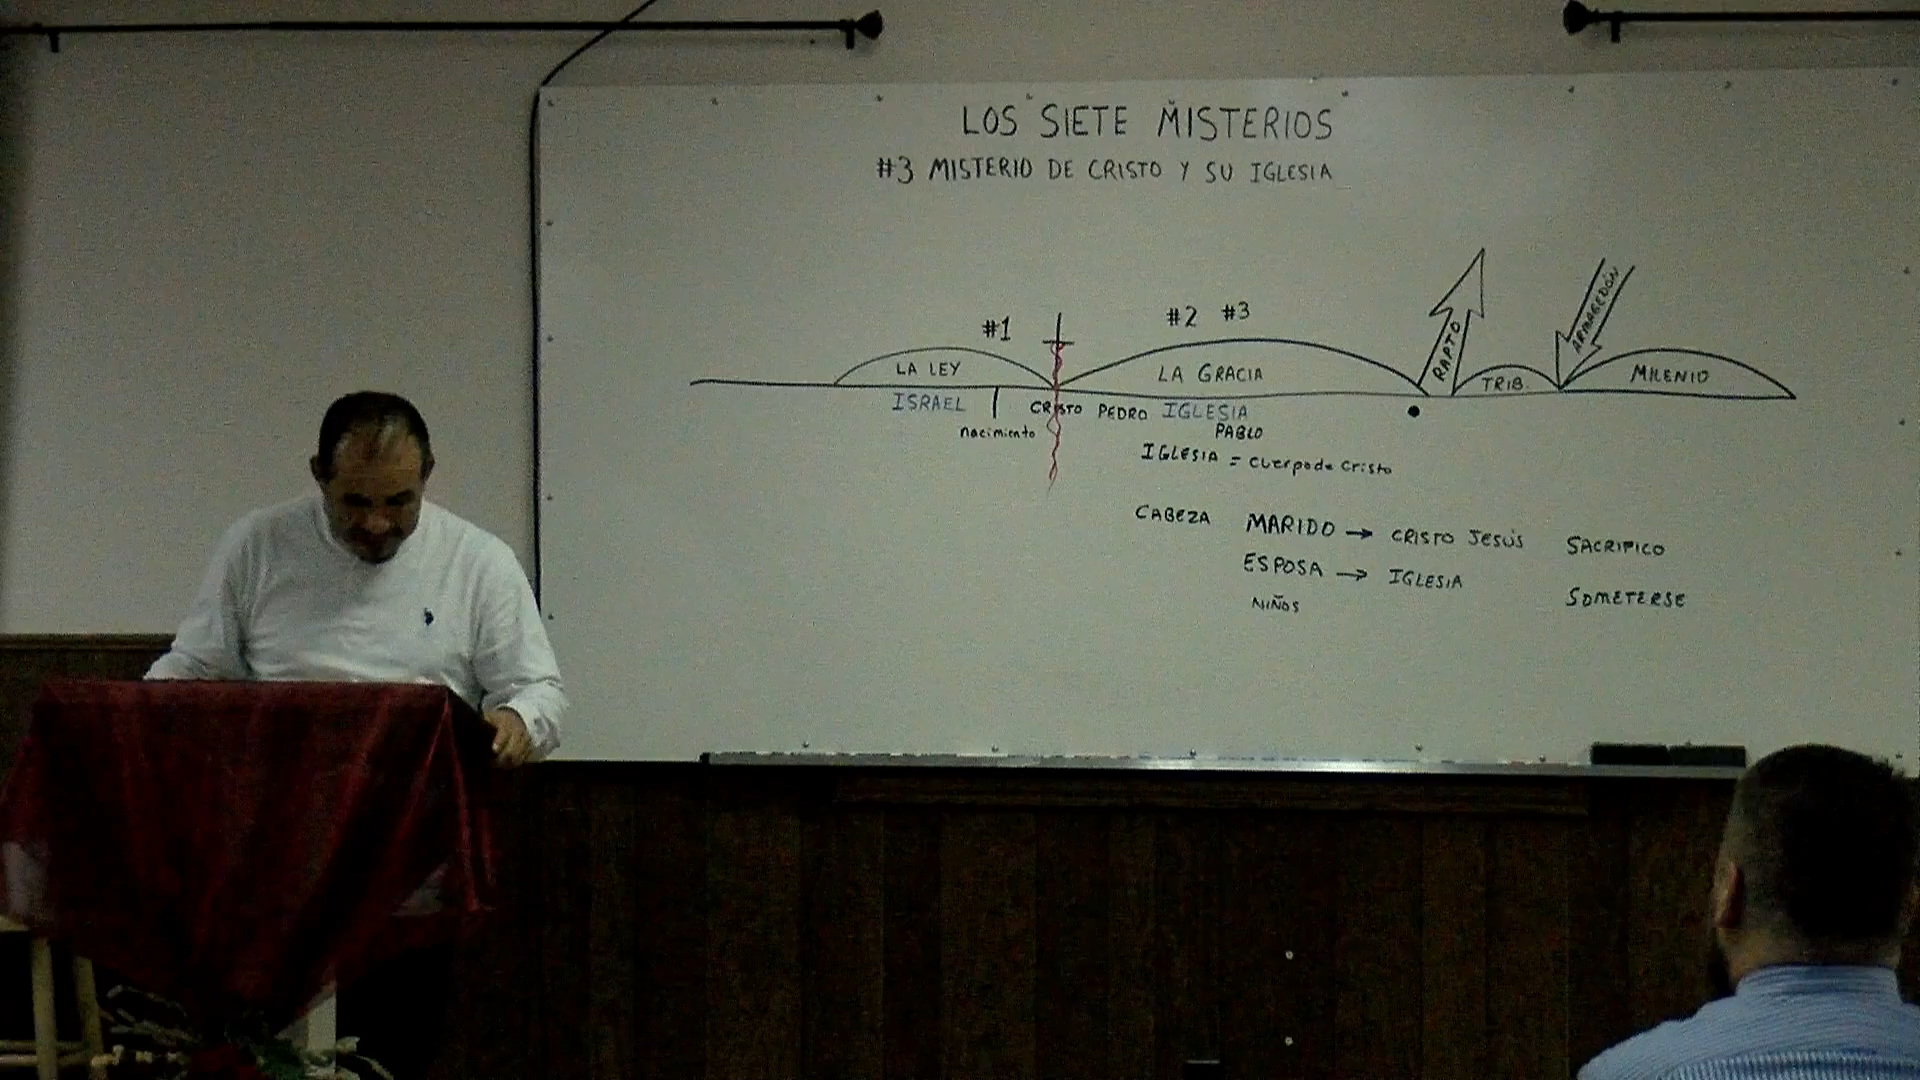 LOS SIETE MISTERIOS
#3 MISTERIO DE CRISTO Y SU IGLESIA
#1 #2 #3
LA LEY LA GRACIA RAPTO TRIB. ARMAGEDÓN MILENIO
ISRAEL CRISTO PEDRO IGLESIA
nacimiento PABLO
IGLESIA = cuerpo de Cristo
CABEZA MARIDO → CRISTO JESÚS SACRIFICO
ESPOSA → IGLESIA SOMETERSE
NIÑOS